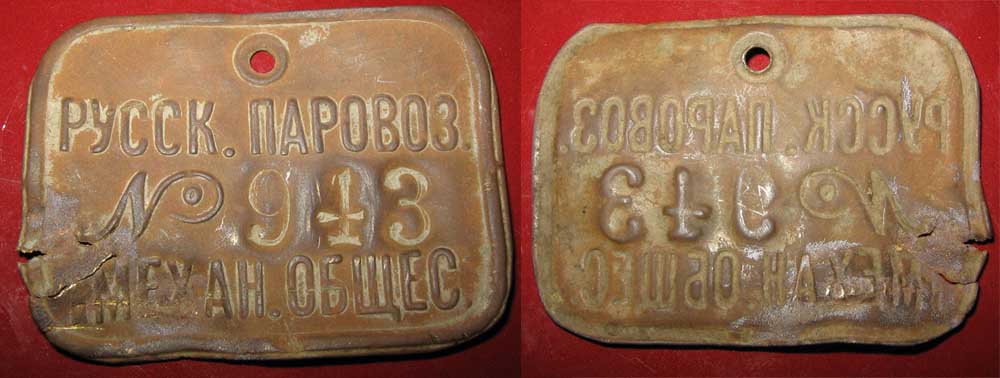 РУССК. ПАРОВОЗ.
№ 943
МЕХАН. ОБЩЕС.